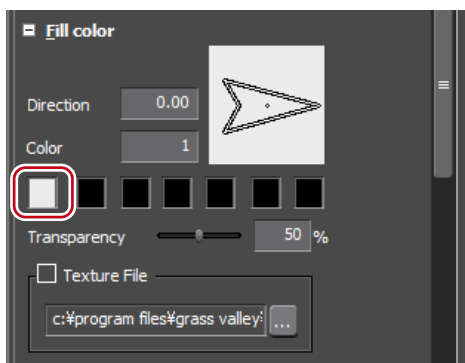 Fill color
Direction 0.00
Color 1
Transparency 50 %
Texture File
c:¥program files¥grass valley¥ ...